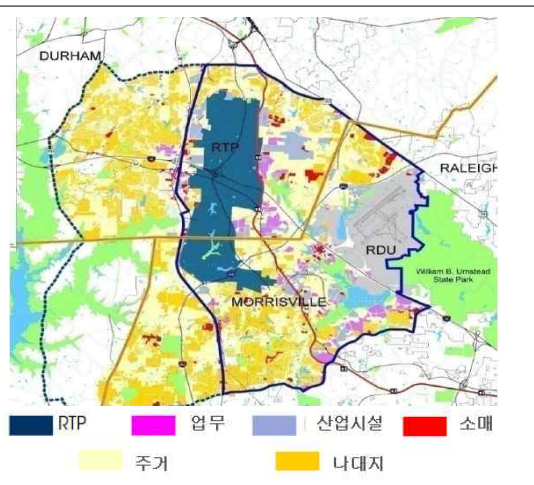 DURHAM
RTP
RALEIGH
RDU
William B. Umstead
State Park
MORRISVILLE
RTP 업무 산업시설 소매
주거 나대지